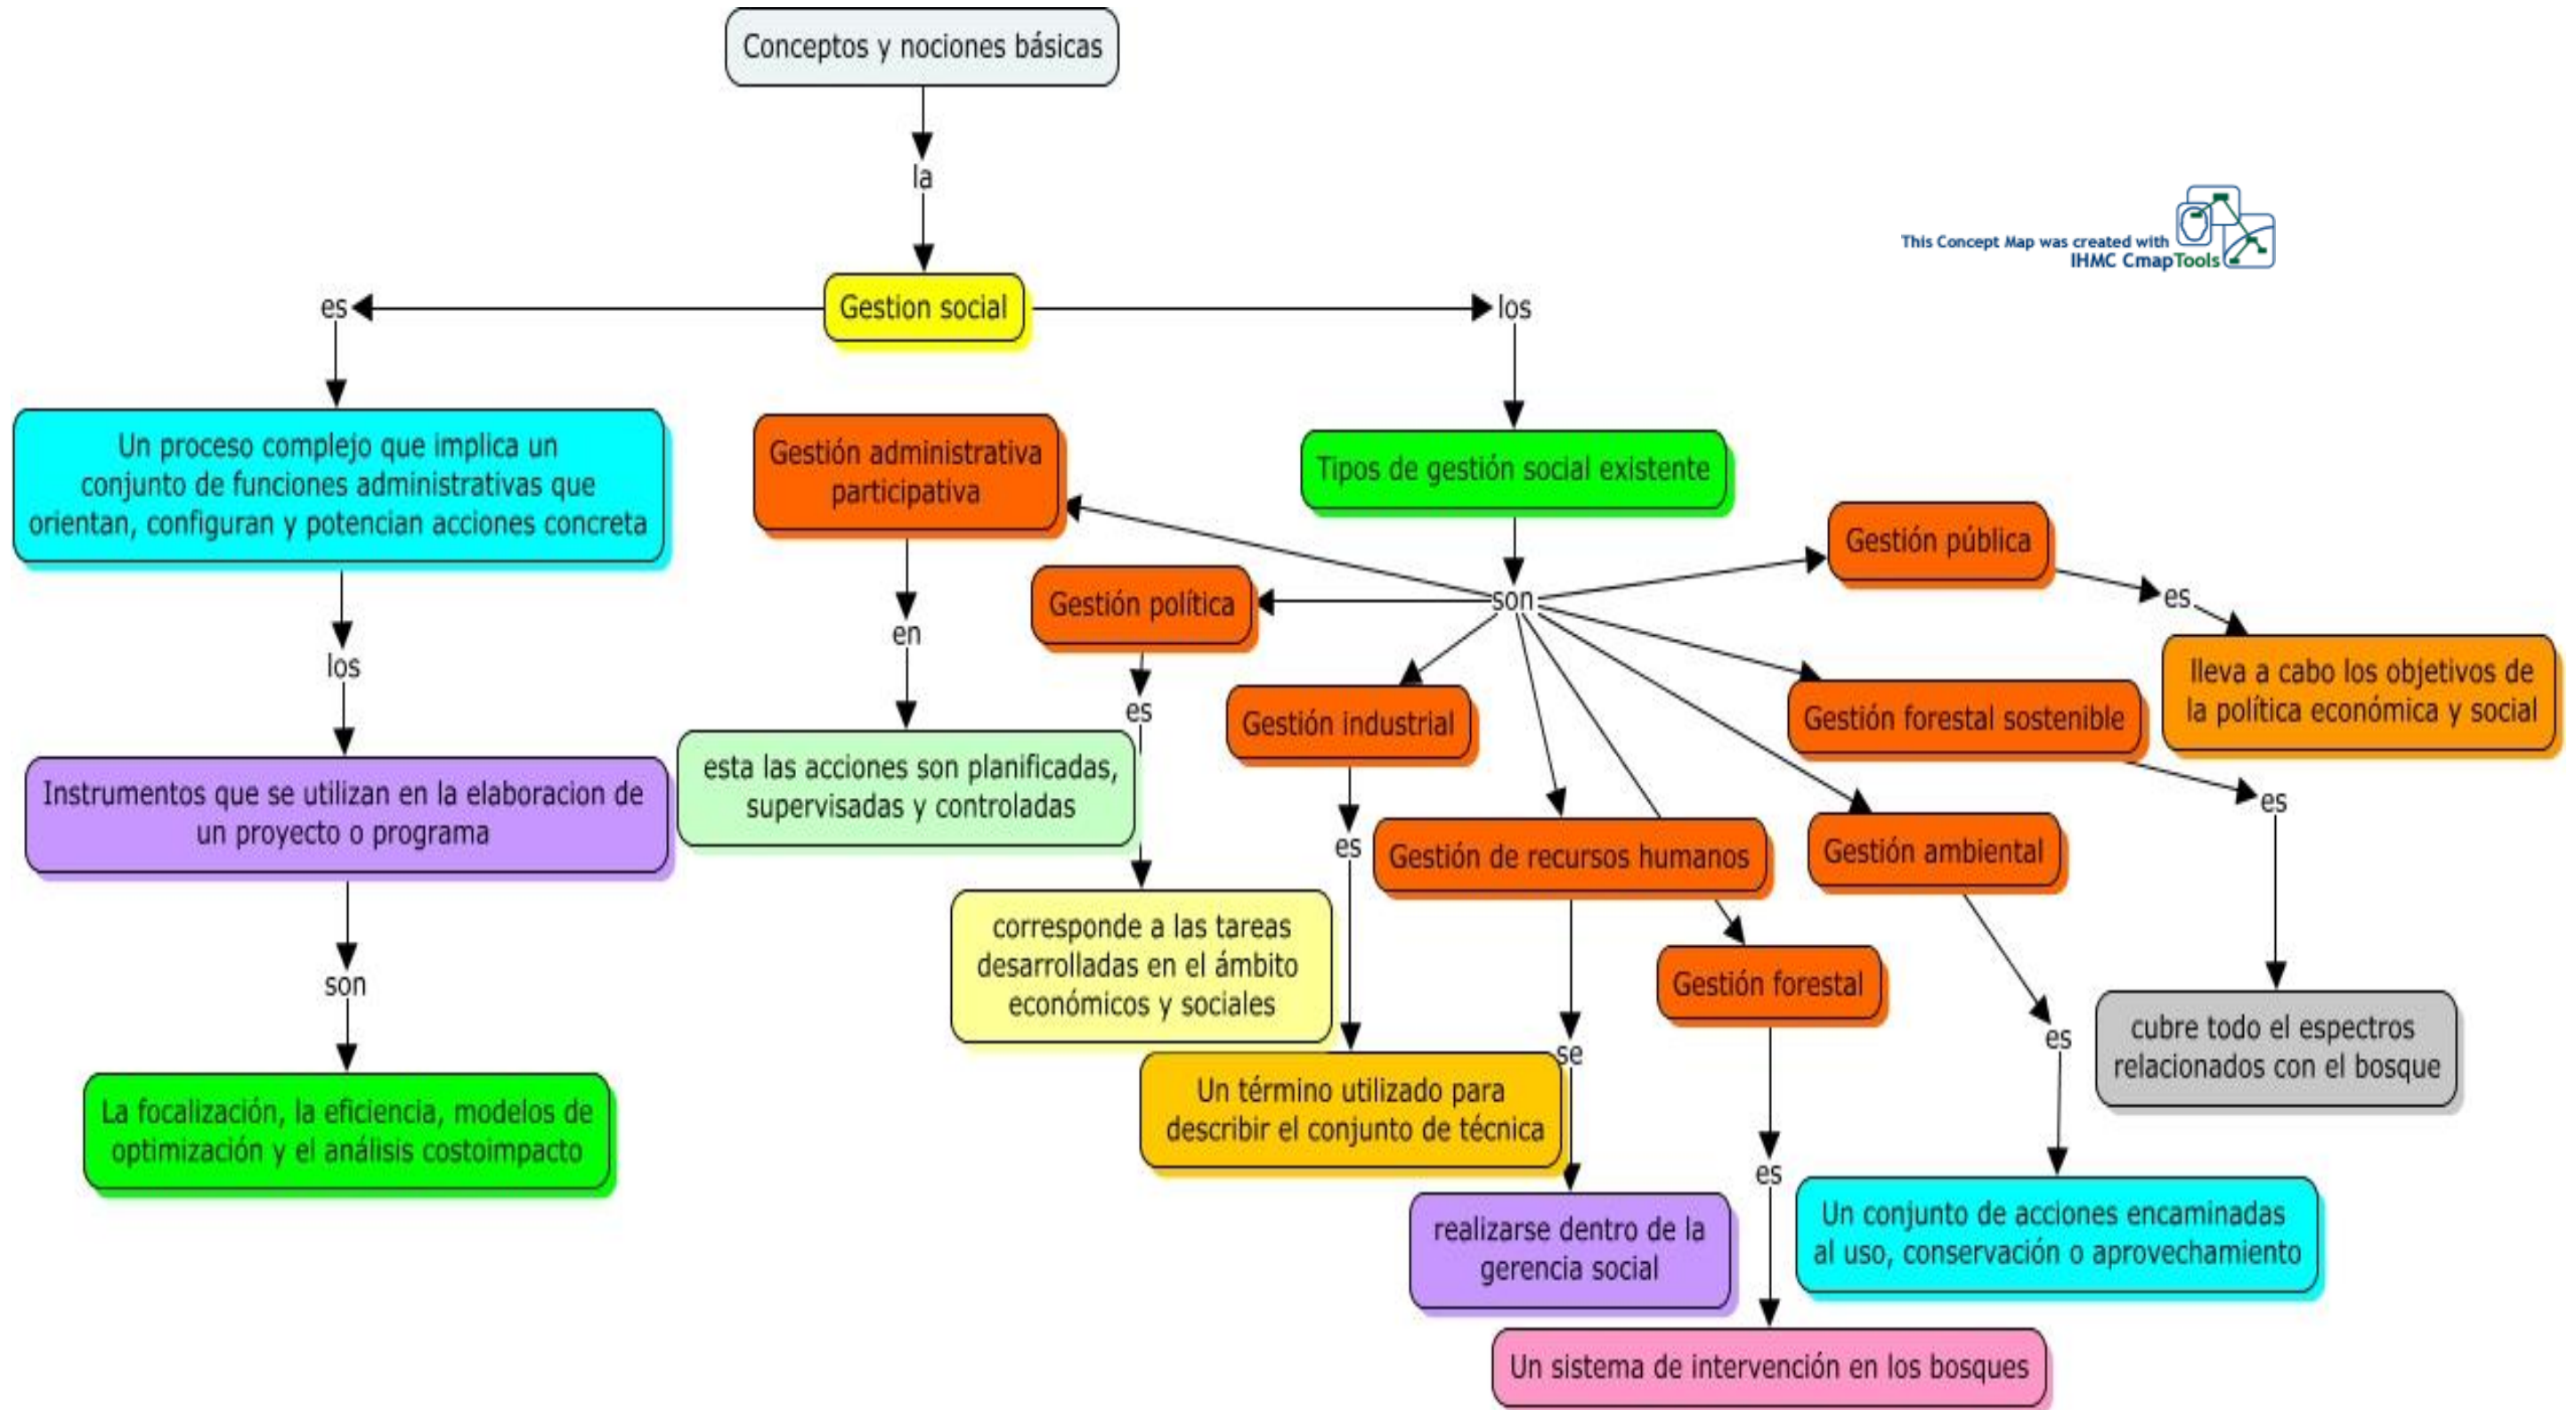 Conceptos y nociones básicas
la
This Concept Map was created with
IHMC CmapTools
es
Gestion social
los
Un proceso complejo que implica un
conjunto de funciones administrativas que
orientan, configuran y potencian acciones concreta
los
Instrumentos que se utilizan en la elaboracion de
un proyecto o programa
son
La focalización, la eficiencia, modelos de
optimización y el análisis costoimpacto
Tipos de gestión social existente
son
Gestión administrativa
participativa
en
esta las acciones son planificadas,
supervisadas y controladas
Gestión política
es
corresponde a las tareas
desarrolladas en el ámbito
económicos y sociales
Gestión industrial
es
Un término utilizado para
describir el conjunto de técnica
Gestión de recursos humanos
se
realizarse dentro de la
gerencia social
Gestión forestal
es
Un sistema de intervención en los bosques
Gestión ambiental
es
Un conjunto de acciones encaminadas
al uso, conservación o aprovechamiento
Gestión forestal sostenible
es
cubre todo el espectros
relacionados con el bosque
Gestión pública
es
lleva a cabo los objetivos de
la política económica y social